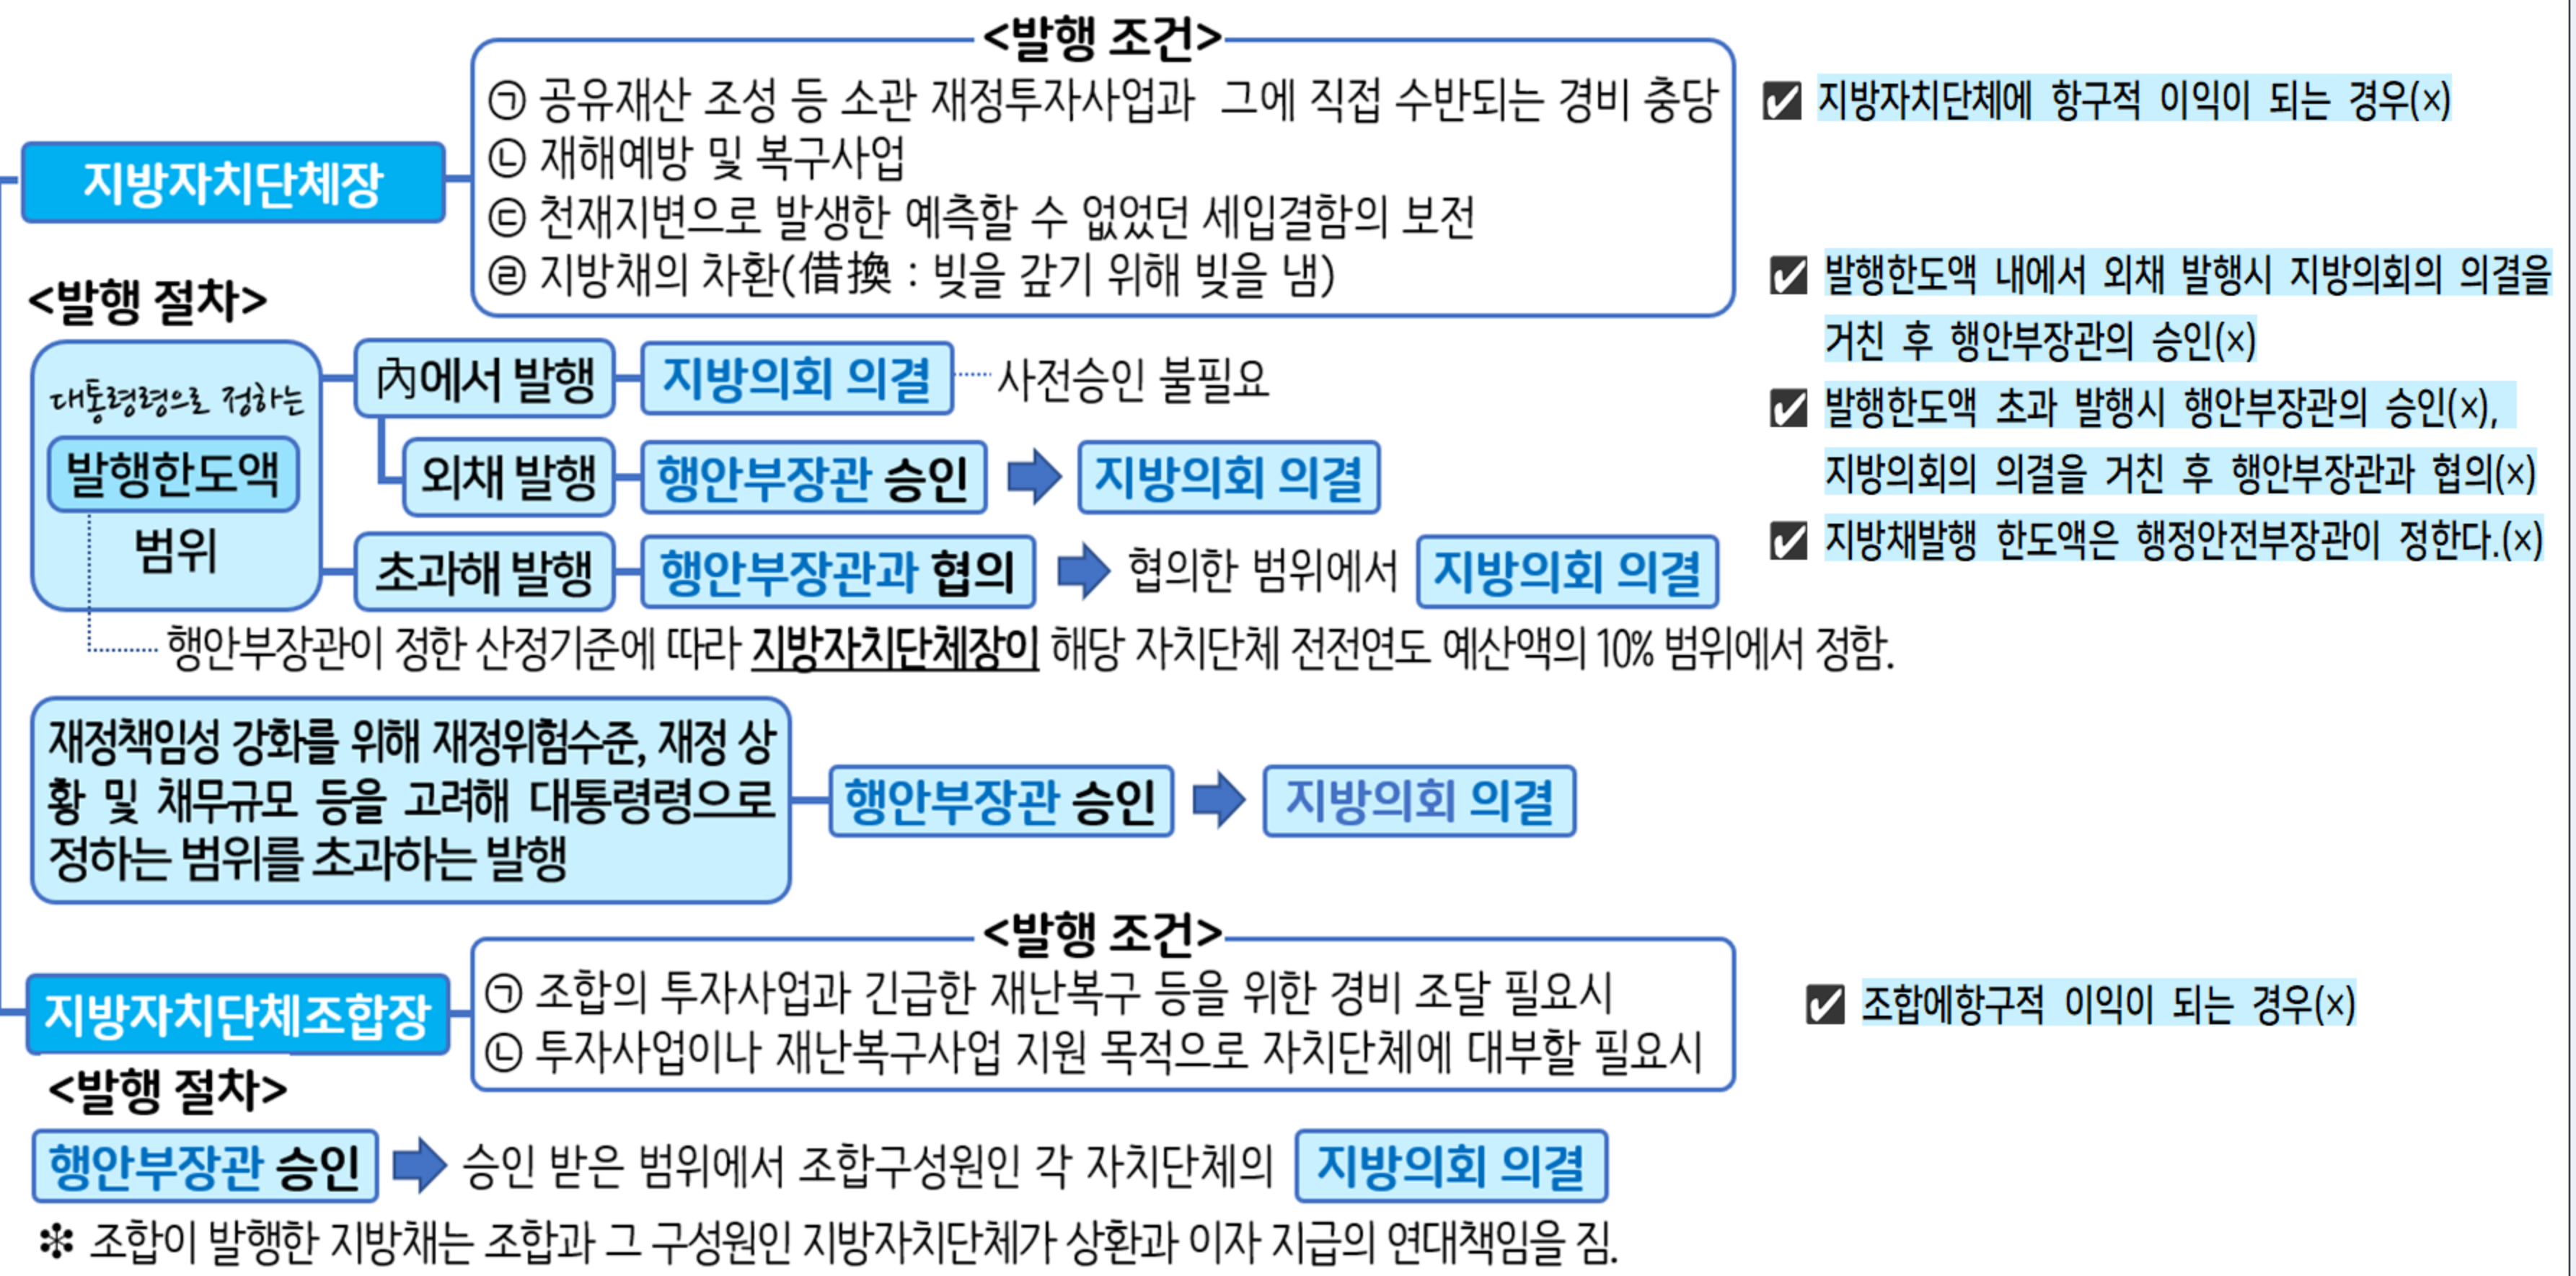 <발행 조건>
㉠ 공유재산 조성 등 소관 재정투자사업과 그에 직접 수반되는 경비 충당
㉡ 재해예방 및 복구사업
㉢ 천재지변으로 발생한 예측할 수 없었던 세입결함의 보전
㉣ 지방채의 차환(借換 : 빚을 갚기 위해 빚을 냄)
지방자치단체장
✔ 지방자치단체에 항구적 이익이 되는 경우(×)
✔ 발행한도액 내에서 외채 발행시 지방의회의 의결을
거친 후 행안부장관의 승인(×)
✔ 발행한도액 초과 발행시 행안부장관의 승인(×),
지방의회의 의결을 거친 후 행안부장관과 협의(×)
✔ 지방채발행 한도액은 행정안전부장관이 정한다.(×)
<발행 절차>
대통령령으로 정하는
발행한도액
범위
內에서 발행
지방의회 의결
사전승인 불필요
외채 발행
행안부장관 승인
지방의회 의결
초과해 발행
행안부장관과 협의
협의한 범위에서
지방의회 의결
행안부장관이 정한 산정기준에 따라 지방자치단체장이 해당 자치단체 전전연도 예산액의 10% 범위에서 정함.
재정책임성 강화를 위해 재정위험수준, 재정 상
황 및 채무규모 등을 고려해 대통령령으로
정하는 범위를 초과하는 발행
행안부장관 승인
지방의회 의결
<발행 조건>
㉠ 조합의 투자사업과 긴급한 재난복구 등을 위한 경비 조달 필요시
㉡ 투자사업이나 재난복구사업 지원 목적으로 자치단체에 대부할 필요시
지방자치단체조합장
✔ 조합에항구적 이익이 되는 경우(×)
<발행 절차>
행안부장관 승인
승인 받은 범위에서 조합구성원인 각 자치단체의
지방의회 의결
❇ 조합이 발행한 지방채는 조합과 그 구성원인 지방자치단체가 상환과 이자 지급의 연대책임을 짐.